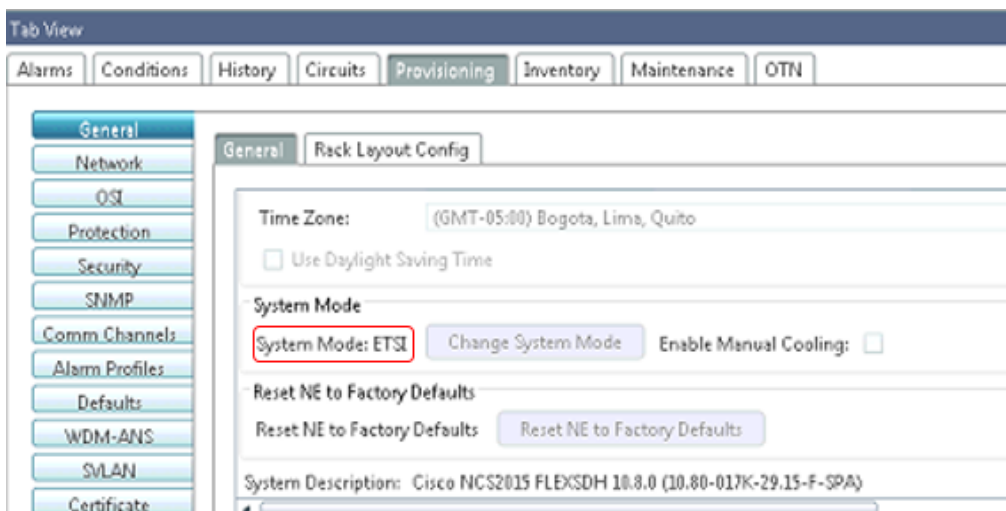 Tab View
Alarms Conditions History Circuits Provisioning Inventory Maintenance OTN
General
Network
OSI
Protection
Security
SNMP
Comm Channels
Alarm Profiles
Defaults
WDM-ANS
SVLAN
Certificate
General Rack Layout Config
Time Zone: (GMT-05:00) Bogota, Lima, Quito
Use Daylight Saving Time
System Mode
System Mode: ETSI Change System Mode Enable Manual Cooling:
Reset NE to Factory Defaults
Reset NE to Factory Defaults Reset NE to Factory Defaults
System Description: Cisco NCS2015 FLEXSDH 10.8.0 (10.80-017K-29.15-F-SPA)